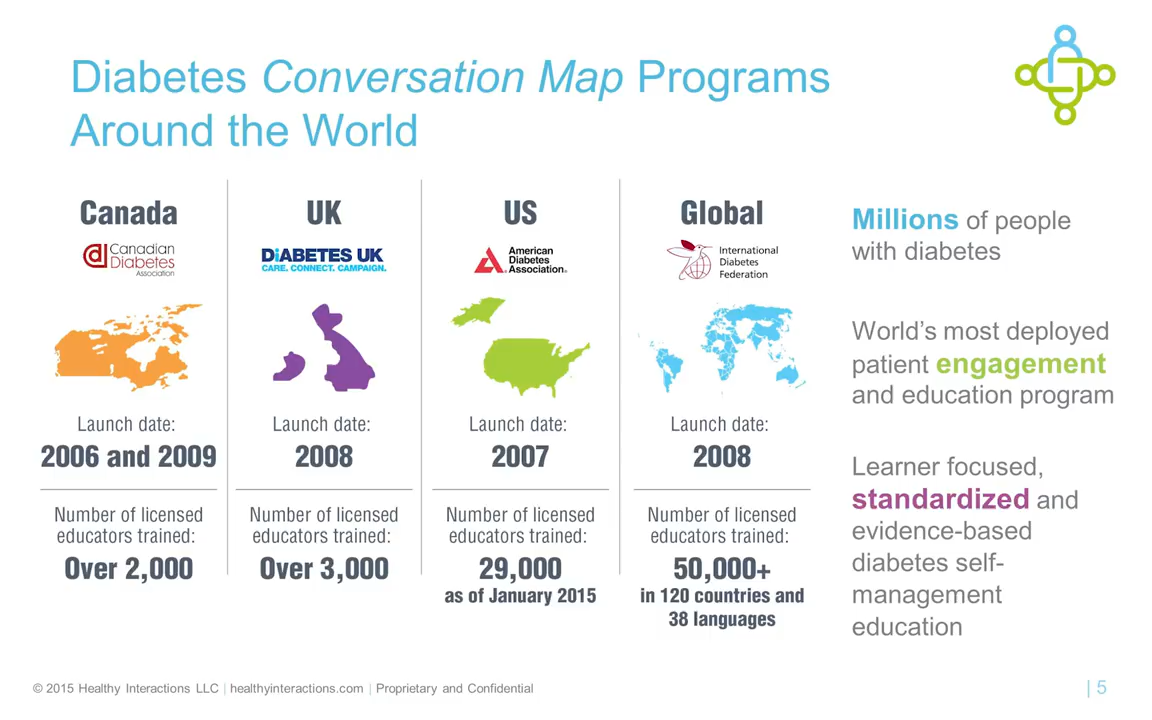 Diabetes Conversation Map Programs
Around the World
Canada
Canadian
Diabetes
Association
Launch date:
2006 and 2009
Number of licensed
educators trained:
Over 2,000
UK
DiABETES UK
CARE. CONNECT. CAMPAIGN.
Launch date:
2008
Number of licensed
educators trained:
Over 3,000
US
American
Diabetes
Association®
Launch date:
2007
Number of licensed
educators trained:
29,000
as of January 2015
Global
International
Diabetes
Federation
Launch date:
2008
Number of licensed
educators trained:
50,000+
in 120 countries and
38 languages
Millions of people
with diabetes
World’s most deployed
patient engagement
and education program
Learner focused,
standardized and
evidence-based
diabetes self-
management
education
© 2015 Healthy Interactions LLC | healthyinteractions.com | Proprietary and Confidential
| 5